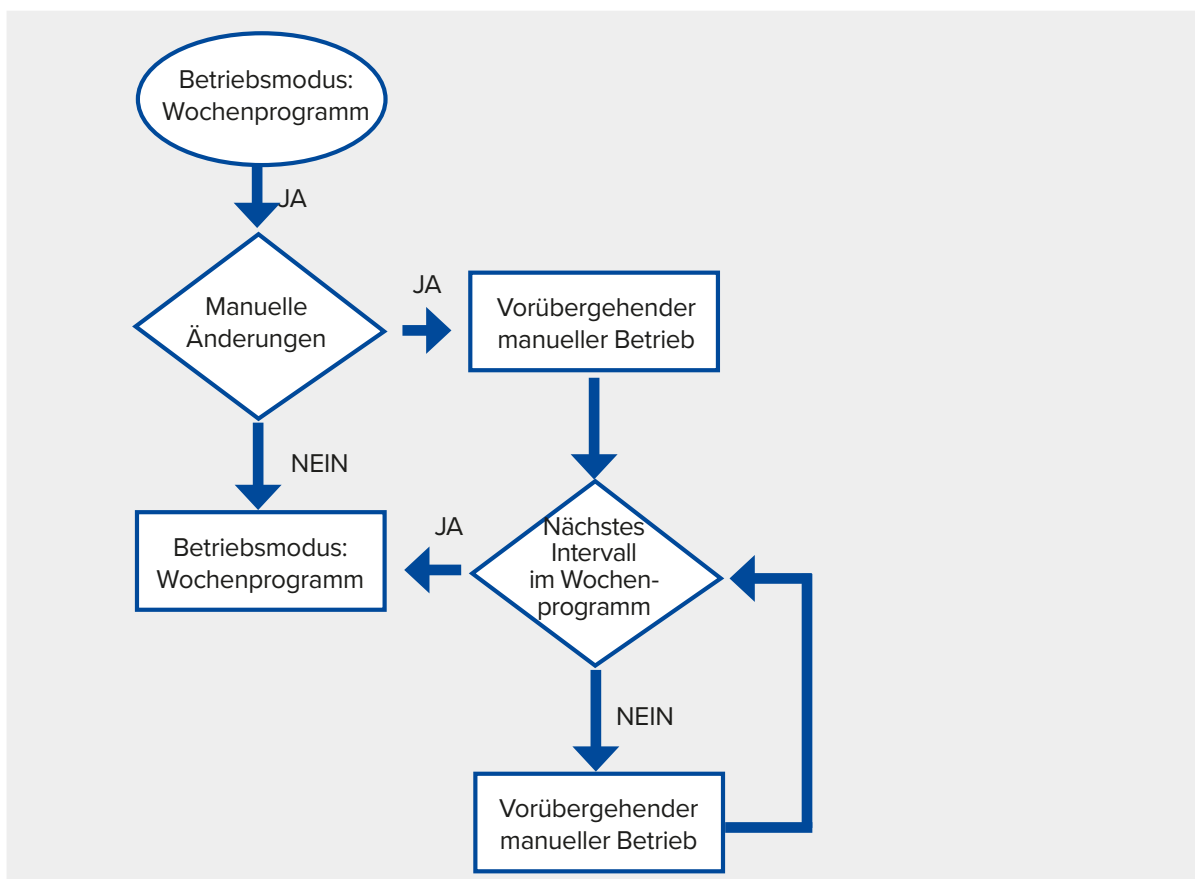 Betriebsmodus:
Wochenprogramm
JA
Manuelle
Änderungen
JA
Vorübergehender
manueller Betrieb
NEIN
Betriebsmodus:
Wochenprogramm
JA
Nächstes
Intervall
im Wochen-
programm
NEIN
Vorübergehender
manueller Betrieb